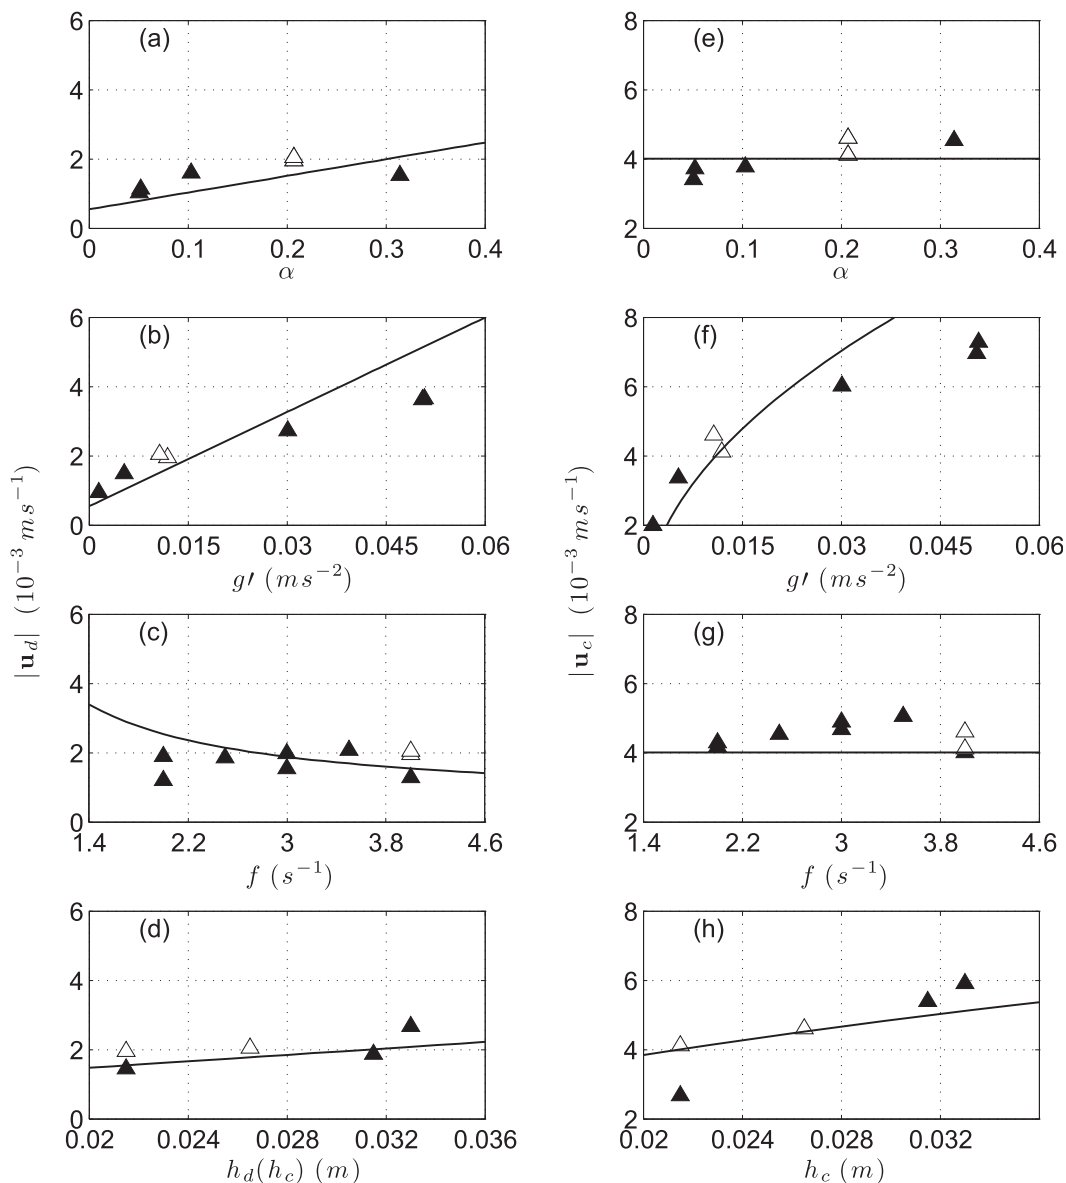 (a)
6
4
2
0
0 0.1 0.2 0.3 0.4
α
(e)
8
6
4
2
0 0.1 0.2 0.3 0.4
α
(b)
6
4
2
0
0 0.015 0.03 0.045 0.06
g′ (ms⁻²)
(f)
8
6
4
2
0 0.015 0.03 0.045 0.06
g′ (ms⁻²)
|u_d| (10⁻³ ms⁻¹)
|u_c| (10⁻³ ms⁻¹)
(c)
6
4
2
0
1.4 2.2 3 3.8 4.6
f (s⁻¹)
(g)
8
6
4
2
1.4 2.2 3 3.8 4.6
f (s⁻¹)
(d)
6
4
2
0
0.02 0.024 0.028 0.032 0.036
h_d(h_c) (m)
(h)
8
6
4
2
0.02 0.024 0.028 0.032
h_c (m)